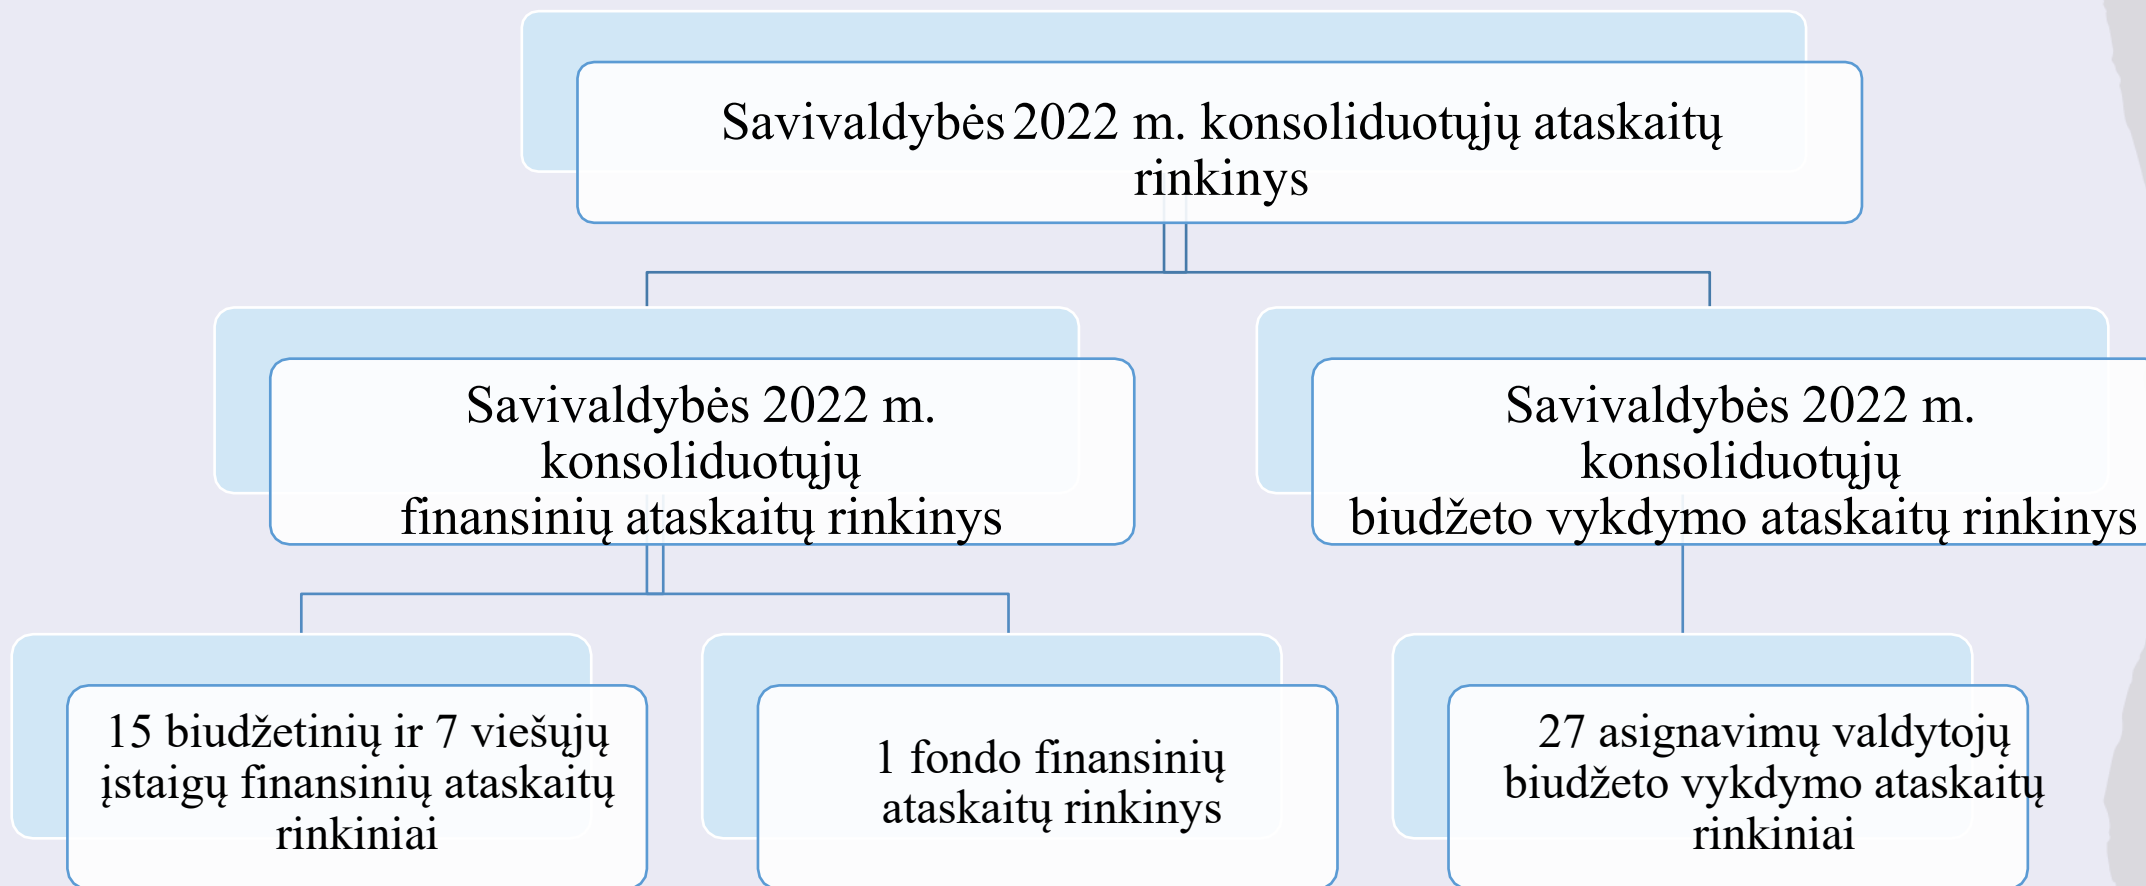 Savivaldybės 2022 m. konsoliduotųjų ataskaitų
rinkinys
Savivaldybės 2022 m.
konsoliduotųjų
finansinių ataskaitų rinkinys
Savivaldybės 2022 m.
konsoliduotųjų
biudžeto vykdymo ataskaitų rinkinys
15 biudžetinių ir 7 viešųjų
įstaigų finansinių ataskaitų
rinkiniai
1 fondo finansinių
ataskaitų rinkinys
27 asignavimų valdytojų
biudžeto vykdymo ataskaitų
rinkiniai